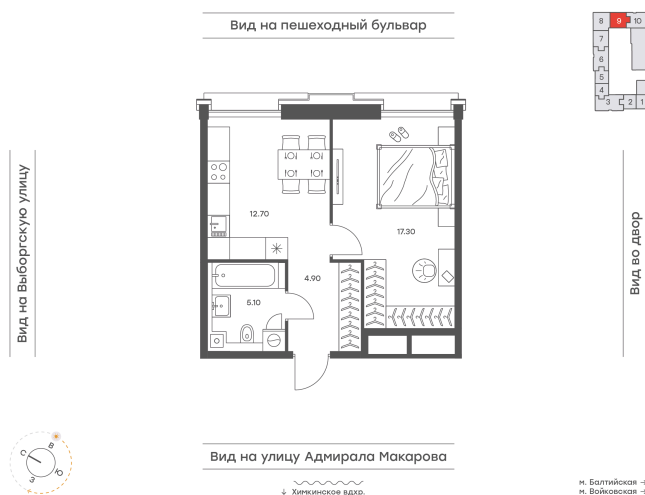 Вид на пешеходный бульвар
8 9 10
7
6
5
4
3 2 1
Вид на Выборгскую улицу
Вид во двор
12.70
17.30
4.90
5.10
Вид на улицу Адмирала Макарова
С В
З Ю
↓ Химкинское вдхр.
м. Балтийская →
м. Войковская →